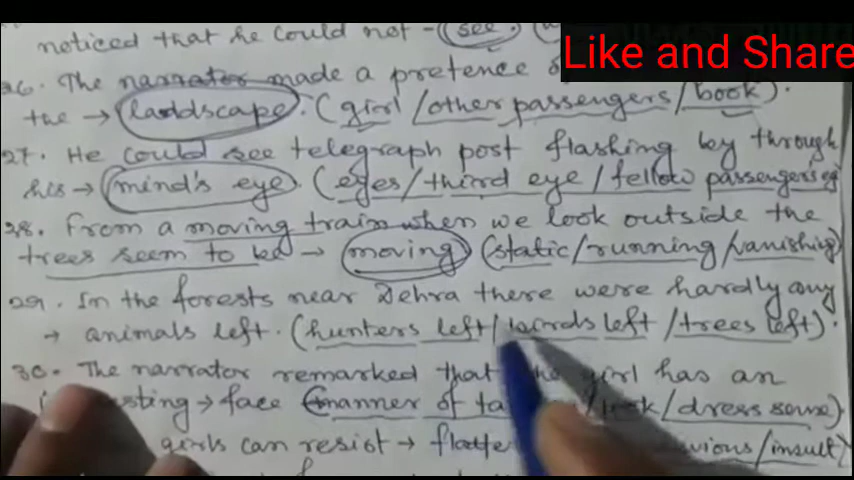 noticed that he could not - (see
Like and Share
26. The narrator made a pretence
the → landscape. (girl / other passengers / book).
27. He could see telegraph post flashing by through
his → mind's eye. (eyes / third eye / fellow passenger's
28. From a moving train when we look outside the
trees seem to be → moving (static / running / vanishing)
29. In the forests near Dehra there were hardly any
→ animals left. (hunters left / birds left / trees left).
30. The narrator remarked that the girl has an
→ face (manner of / look / dress sense)
girls can resist → / insult)